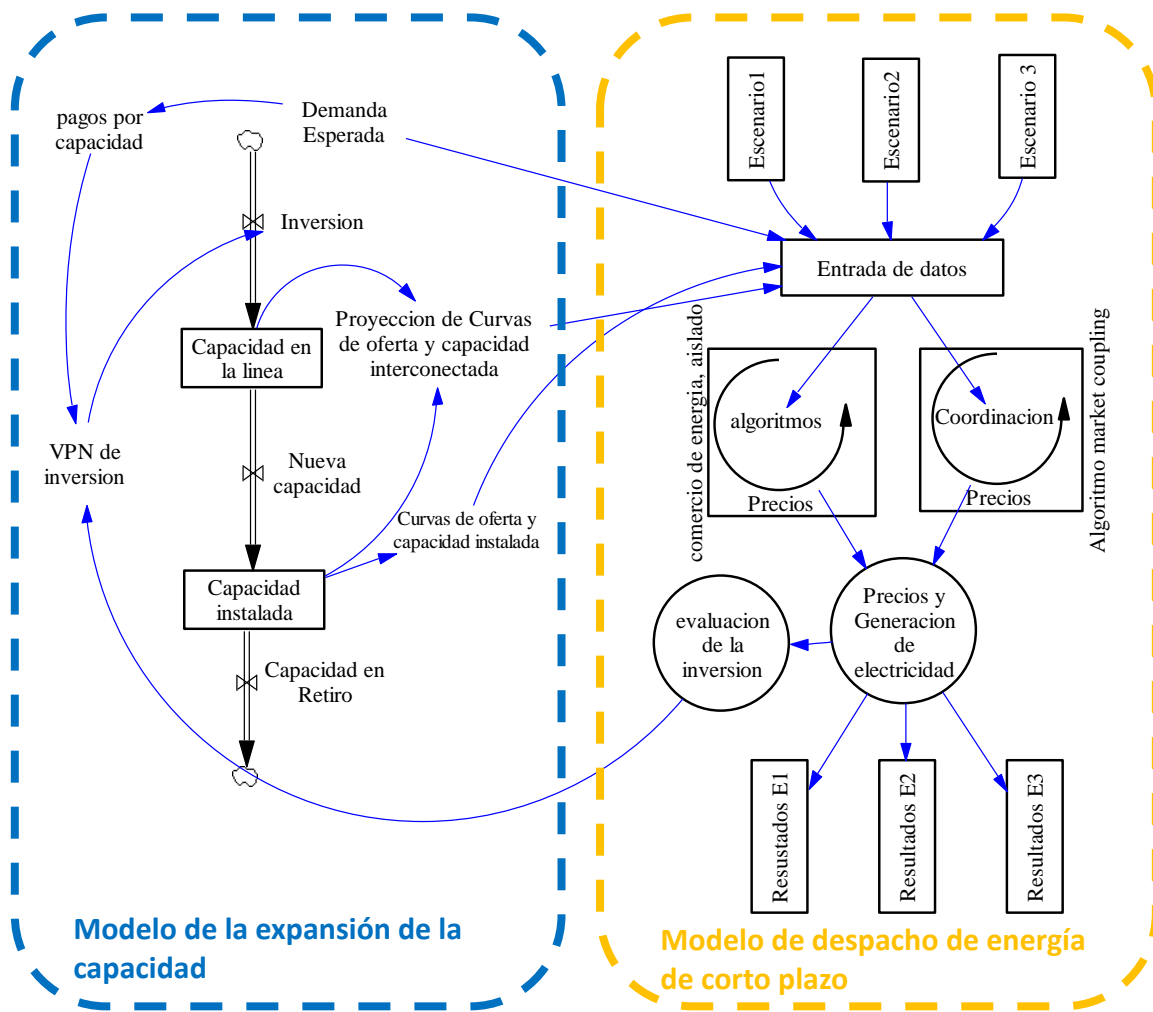 pagos por
capacidad
Demanda
Esperada
Inversion
Capacidad en
la linea
Proyeccion de Curvas
de oferta y capacidad
interconectada
VPN de
inversion
Nueva
capacidad
Curvas de oferta y
capacidad instalada
Capacidad
instalada
Capacidad en
Retiro
Modelo de la expansión de la
capacidad
Escenario1
Escenario2
Escenario 3
Entrada de datos
comercio de energia, aislado
algoritmos
Precios
Coordinacion
Precios
Algoritmo market coupling
evaluacion
de la
inversion
Precios y
Generacion
de
electricidad
Resustados E1
Resultados E2
Resultados E3
Modelo de despacho de energía
de corto plazo